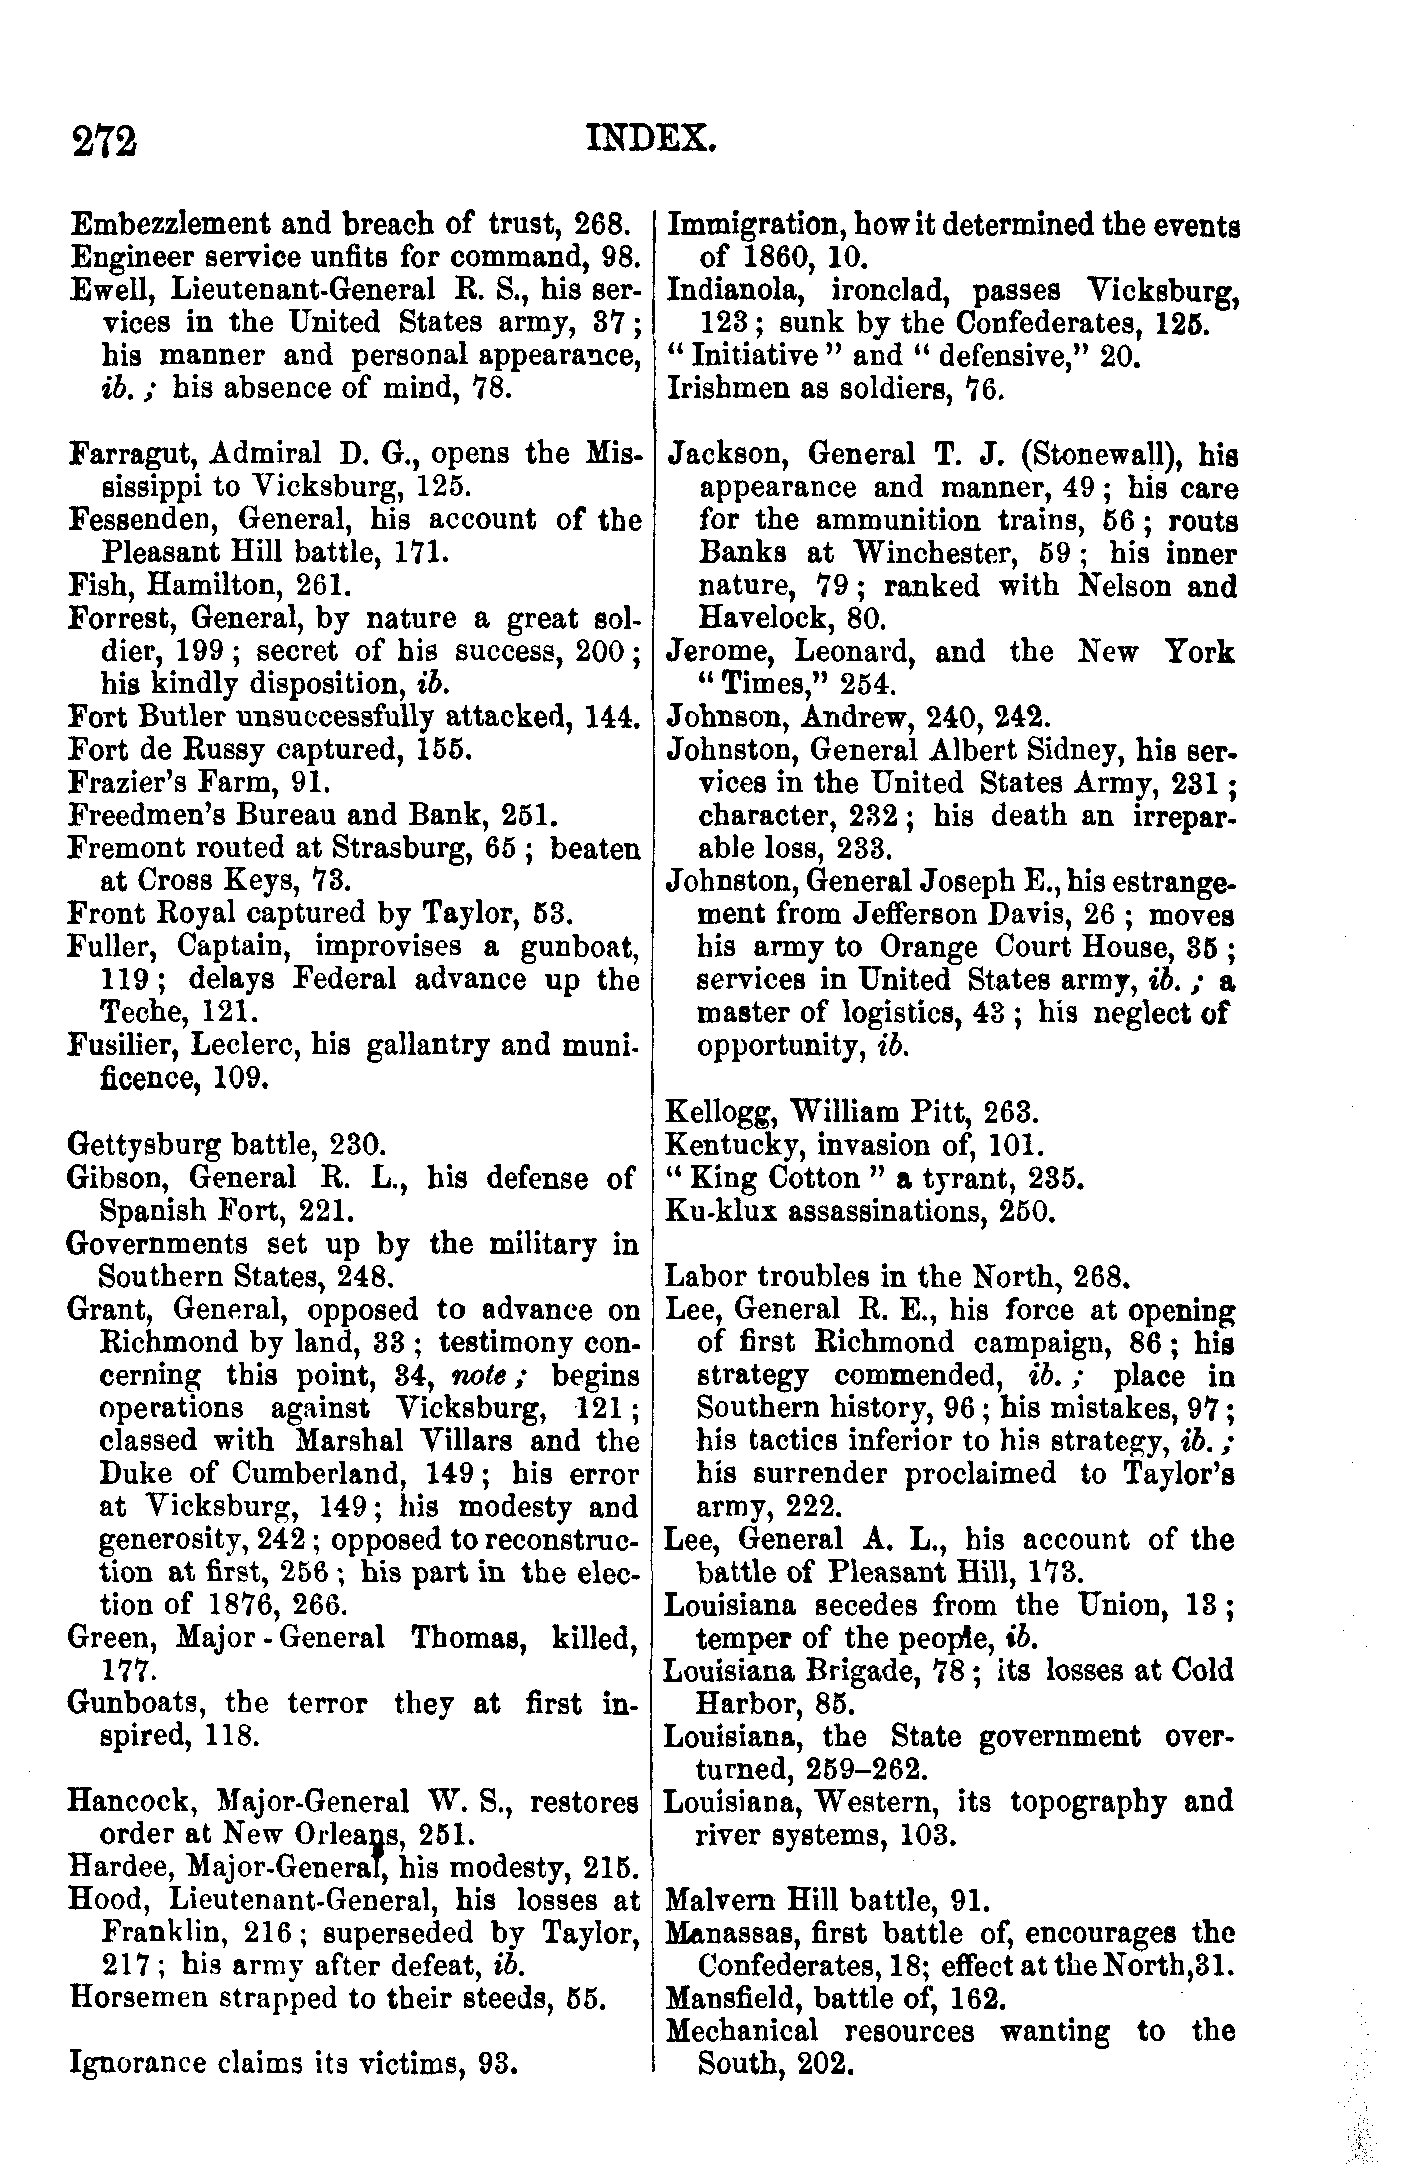 272
INDEX.
Embezzlement and breach of trust, 268.
Engineer service unfits for command, 98.
Ewell, Lieutenant-General R. S., his ser-
vices in the United States army, 37;
his manner and personal appearance,
ib.; his absence of mind, 78.
Farragut, Admiral D. G., opens the Mis-
sissippi to Vicksburg, 125.
Fessenden, General, his account of the
Pleasant Hill battle, 171.
Fish, Hamilton, 261.
Forrest, General, by nature a great sol-
dier, 199; secret of his success, 200;
his kindly disposition, ib.
Fort Butler unsuccessfully attacked, 144.
Fort de Russy captured, 155.
Frazier's Farm, 91.
Freedmen's Bureau and Bank, 251.
Fremont routed at Strasburg, 65; beaten
at Cross Keys, 73.
Front Royal captured by Taylor, 53.
Fuller, Captain, improvises a gunboat,
119; delays Federal advance up the
Teche, 121.
Fusilier, Leclerc, his gallantry and muni-
ficence, 109.
Gettysburg battle, 230.
Gibson, General R. L., his defense of
Spanish Fort, 221.
Governments set up by the military in
Southern States, 248.
Grant, General, opposed to advance on
Richmond by land, 33; testimony con-
cerning this point, 34, note; begins
operations against Vicksburg, 121;
classed with Marshal Villars and the
Duke of Cumberland, 149; his error
at Vicksburg, 149; his modesty and
generosity, 242; opposed to reconstruc-
tion at first, 256; his part in the elec-
tion of 1876, 266.
Green, Major-General Thomas, killed,
177.
Gunboats, the terror they at first in-
spired, 118.
Hancock, Major-General W. S., restores
order at New Orleans, 251.
Hardee, Major-General, his modesty, 215.
Hood, Lieutenant-General, his losses at
Franklin, 216; superseded by Taylor,
217; his army after defeat, ib.
Horsemen strapped to their steeds, 55.
Ignorance claims its victims, 93.
Immigration, how it determined the events
of 1860, 10.
Indianola, ironclad, passes Vicksburg,
123; sunk by the Confederates, 125.
"Initiative" and "defensive," 20.
Irishmen as soldiers, 76.
Jackson, General T. J. (Stonewall), his
appearance and manner, 49; his care
for the ammunition trains, 56; routs
Banks at Winchester, 59; his inner
nature, 79; ranked with Nelson and
Havelock, 80.
Jerome, Leonard, and the New York
"Times," 254.
Johnson, Andrew, 240, 242.
Johnston, General Albert Sidney, his ser-
vices in the United States Army, 231;
character, 232; his death an irrepar-
able loss, 233.
Johnston, General Joseph E., his estrange-
ment from Jefferson Davis, 26; moves
his army to Orange Court House, 35;
services in United States army, ib.; a
master of logistics, 43; his neglect of
opportunity, ib.
Kellogg, William Pitt, 263.
Kentucky, invasion of, 101.
"King Cotton" a tyrant, 235.
Ku-klux assassinations, 250.
Labor troubles in the North, 268.
Lee, General R. E., his force at opening
of first Richmond campaign, 86; his
strategy commended, ib.; place in
Southern history, 96; his mistakes, 97;
his tactics inferior to his strategy, ib.;
his surrender proclaimed to Taylor's
army, 222.
Lee, General A. L., his account of the
battle of Pleasant Hill, 173.
Louisiana secedes from the Union, 13;
temper of the people, ib.
Louisiana Brigade, 78; its losses at Cold
Harbor, 85.
Louisiana, the State government over-
turned, 259–262.
Louisiana, Western, its topography and
river systems, 103.
Malvern Hill battle, 91.
Manassas, first battle of, encourages the
Confederates, 18; effect at the North, 31.
Mansfield, battle of, 162.
Mechanical resources wanting to the
South, 202.